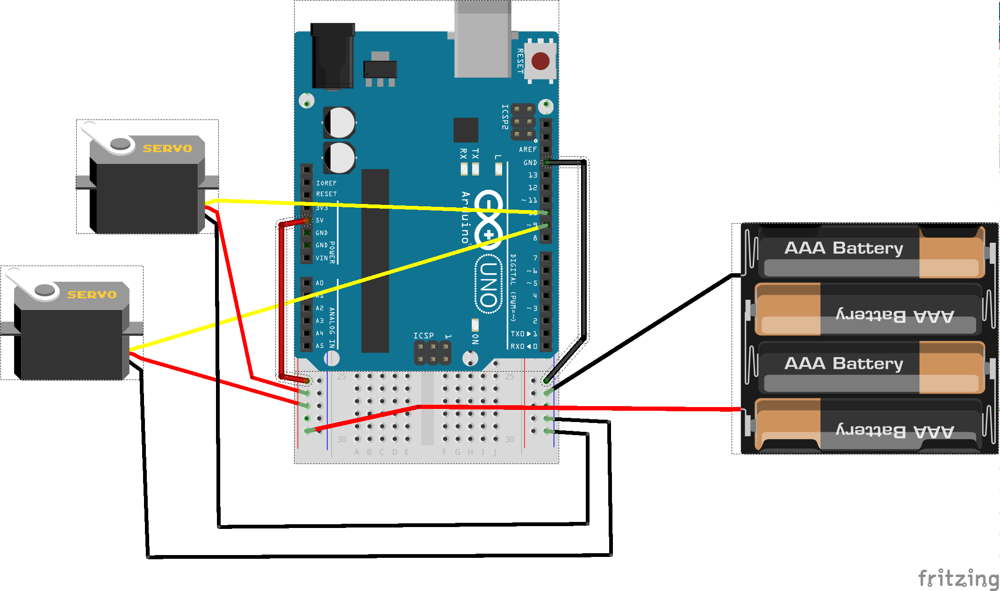 RESET
ICSP2
SERVO
RX
TX
L
AREF
GND
13
12
~11
~9
8
IOREF
RESET
3V3
5V
GND
GND
VIN
POWER
Arduino
TM
UNO
AAA Battery
AAA Battery
AAA Battery
AAA Battery
SERVO
7
~6
~5
4
~3
2
TX0▶1
RX0◀0
DIGITAL (PWM=~)
A0
A1
A2
A3
A4
A5
ANALOG IN
ICSP
1
ON
25
25
30
30
A B C D E
F G H I J
fritzing